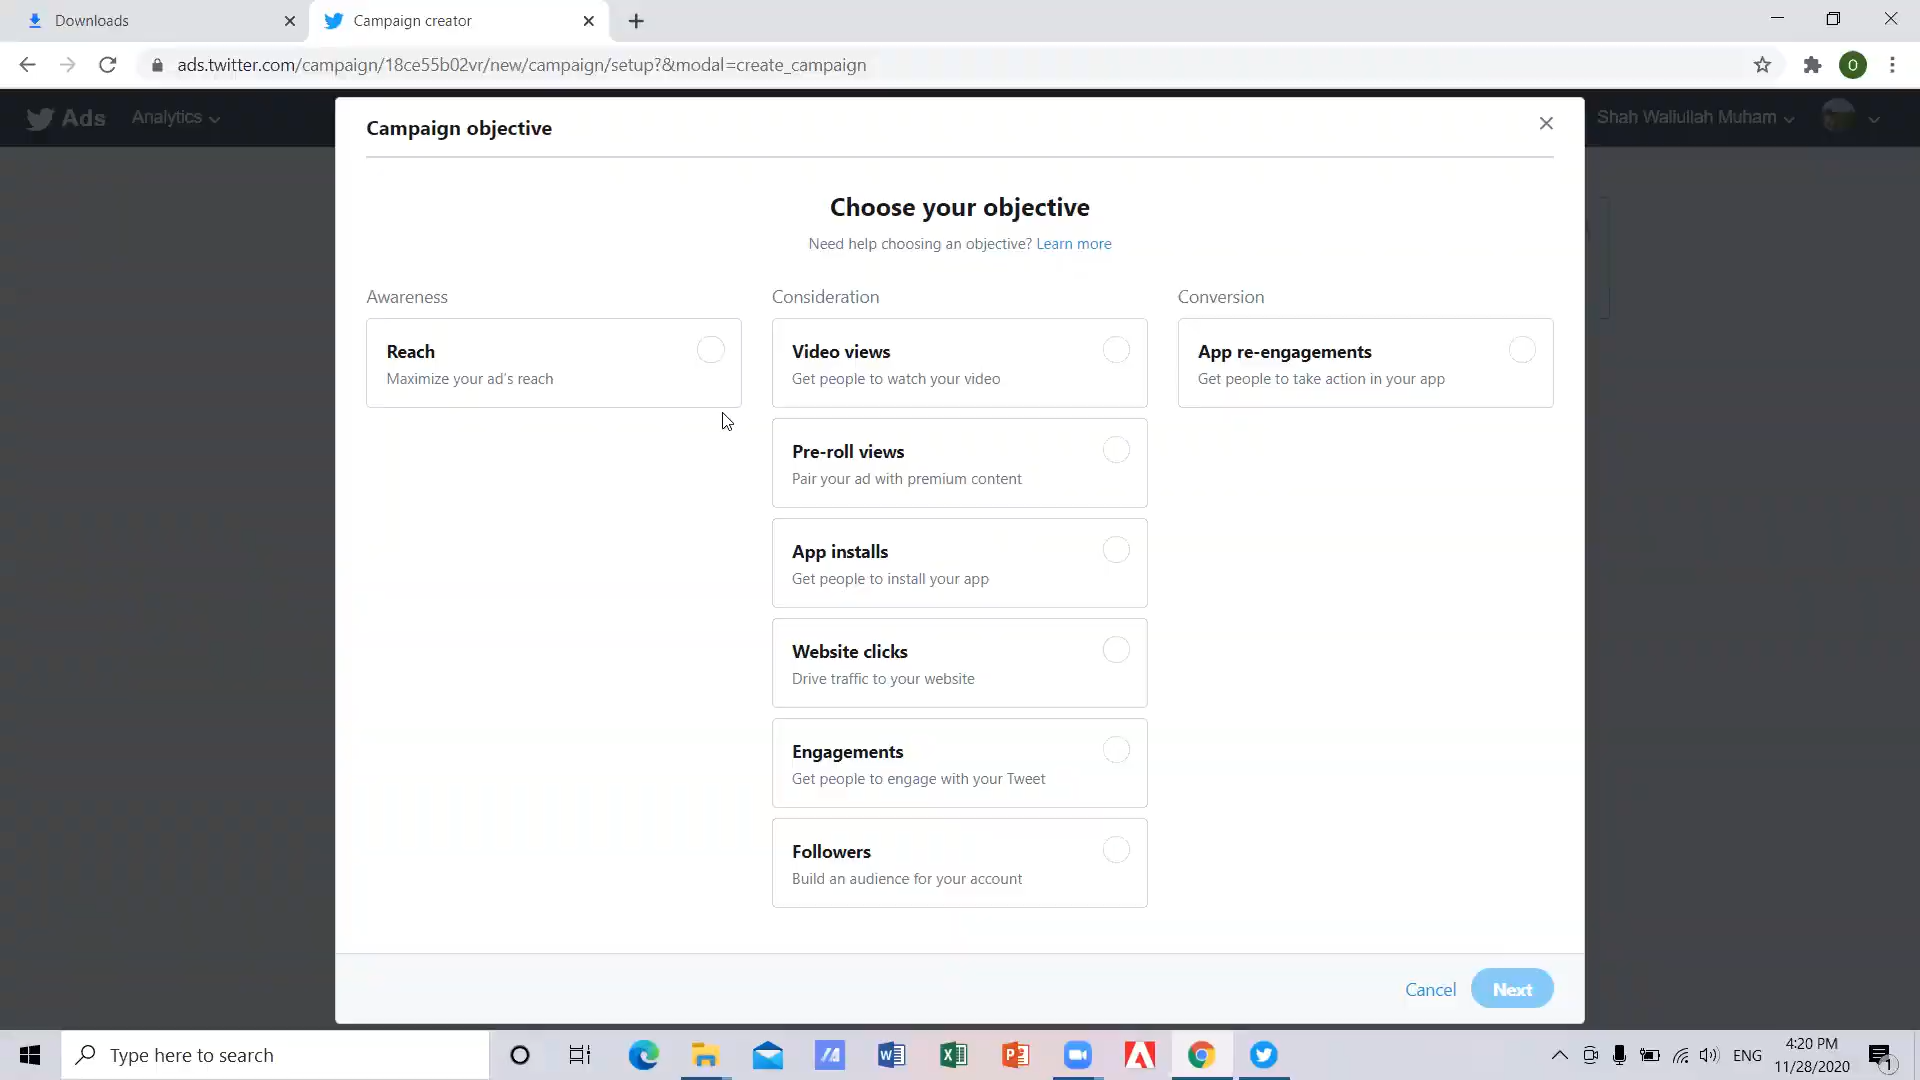 Downloads
Campaign creator
ads.twitter.com/campaign/18ce55b02vr/new/campaign/setup?&modal=create_campaign
O
Ads
Analytics
Shah Waliullah Muham
Campaign objective
Choose your objective
Need help choosing an objective? Learn more
Awareness
Reach
Maximize your ad's reach
Consideration
Video views
Get people to watch your video
Pre-roll views
Pair your ad with premium content
App installs
Get people to install your app
Website clicks
Drive traffic to your website
Engagements
Get people to engage with your Tweet
Followers
Build an audience for your account
Conversion
App re-engagements
Get people to take action in your app
Cancel
Next
Type here to search
ENG
4:20 PM
11/28/2020
1